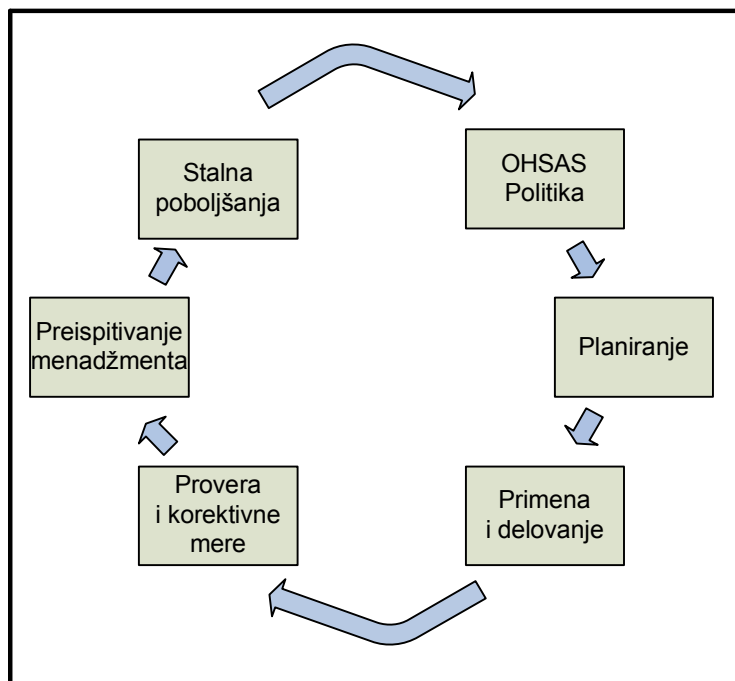 Stalna
poboljšanja
OHSAS
Politika
Preispitivanje
menadžmenta
Planiranje
Provera
i korektivne
mere
Primena
i delovanje